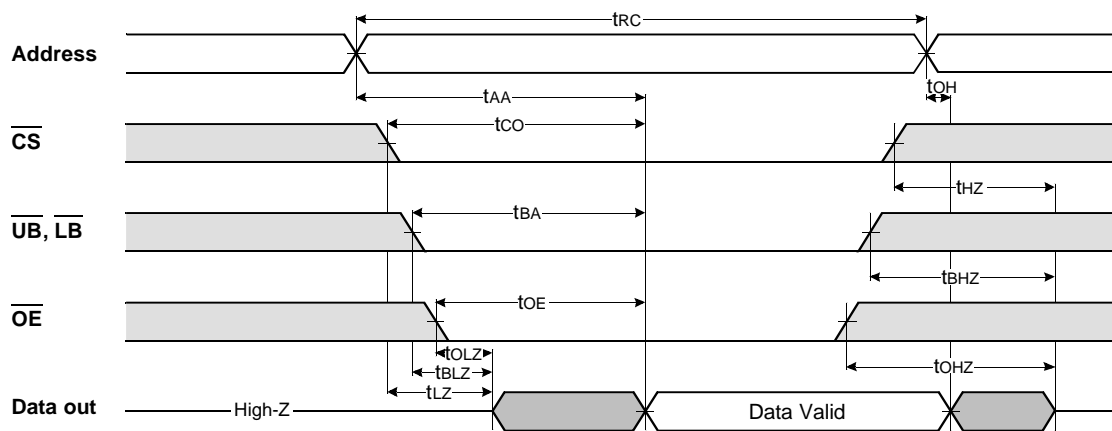 tRC
Address
tAA
tOH
CS
tCO
tHZ
UB, LB
tBA
tBHZ
OE
tOE
tOLZ
tOHZ
tBLZ
tLZ
Data out
High-Z
Data Valid